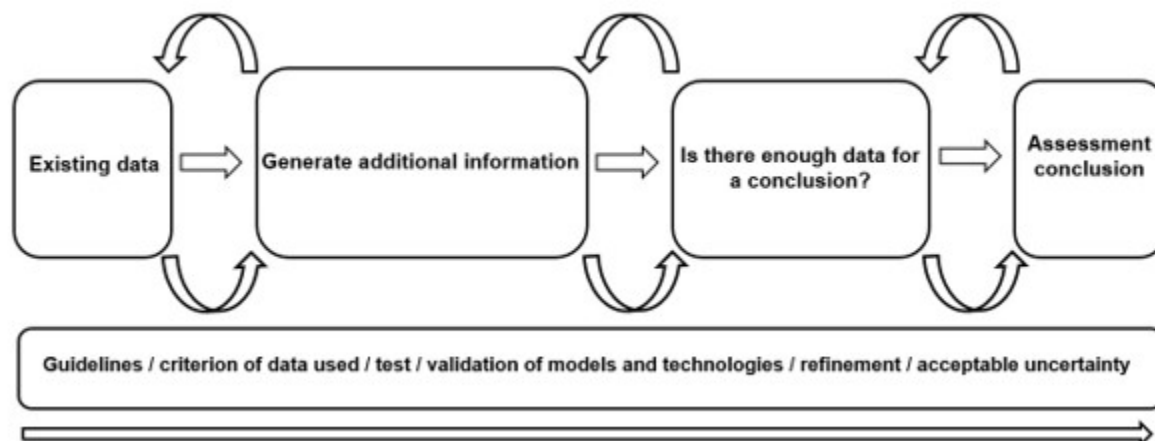 Existing data
Generate additional information
Is there enough data for
a conclusion?
Assessment
conclusion
Guidelines / criterion of data used / test / validation of models and technologies / refinement / acceptable uncertainty